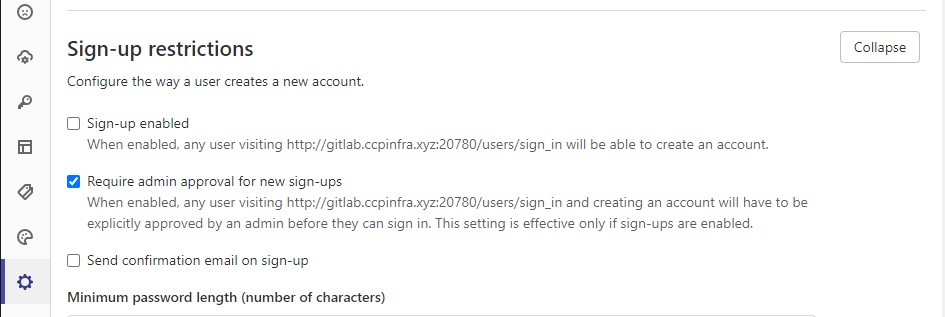 Sign-up restrictions
Collapse
Configure the way a user creates a new account.
Sign-up enabled
When enabled, any user visiting http://gitlab.ccpinfra.xyz:20780/users/sign_in will be able to create an account.
Require admin approval for new sign-ups
When enabled, any user visiting http://gitlab.ccpinfra.xyz:20780/users/sign_in and creating an account will have to be
explicitly approved by an admin before they can sign in. This setting is effective only if sign-ups are enabled.
Send confirmation email on sign-up
Minimum password length (number of characters)